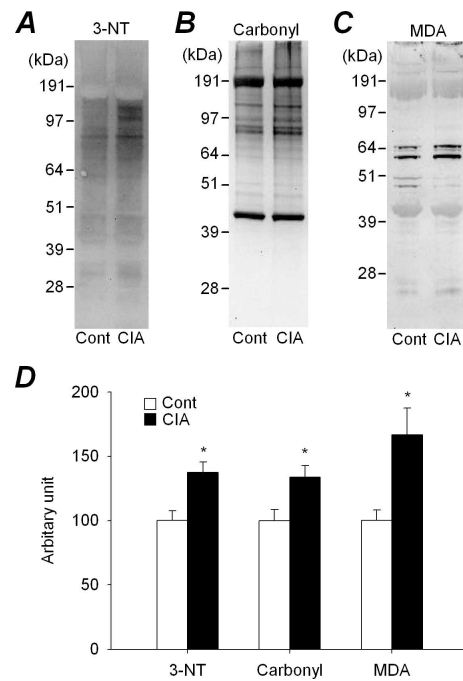 A
3-NT
(kDa)
191
97
64
51
39
28
Cont CIA
B
Carbonyl
(kDa)
191
97
64
51
39
28
Cont CIA
C
MDA
(kDa)
191
97
64
51
39
28
Cont CIA
D
200
150
100
50
0
Arbitary unit
Cont
CIA
*
*
*
3-NT
Carbonyl
MDA